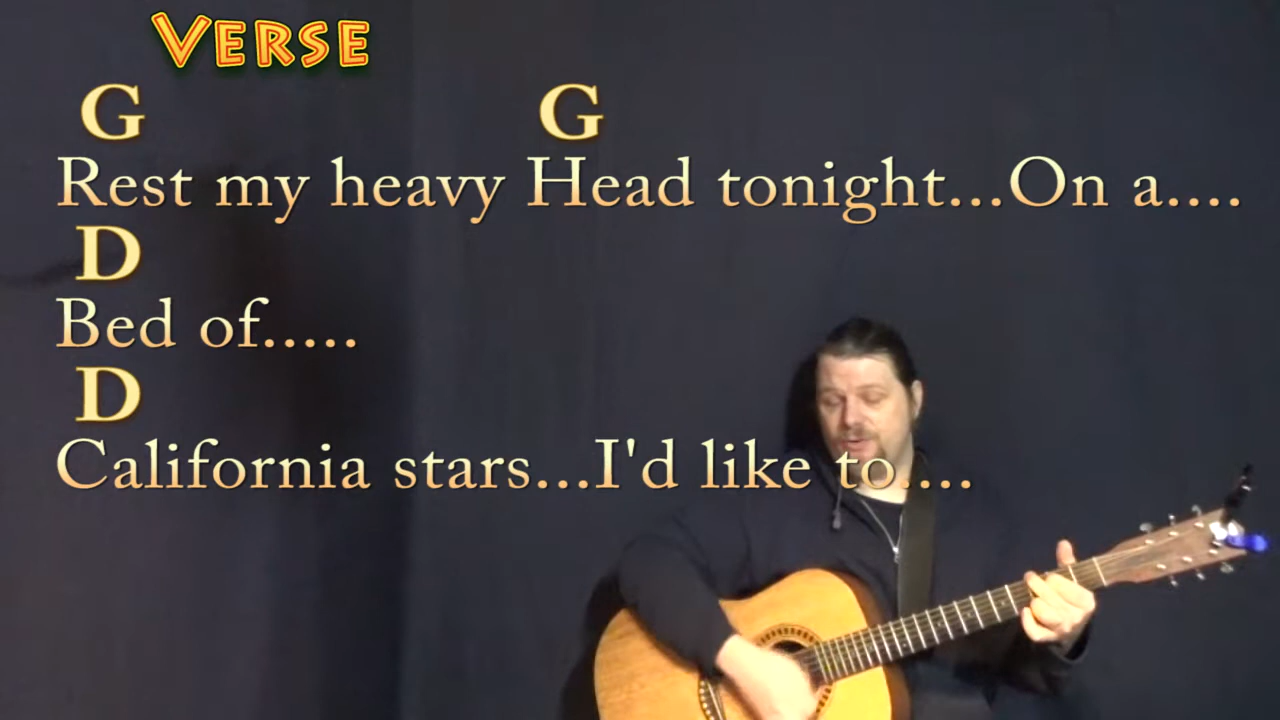 VERSE
G G
Rest my heavy Head tonight...On a....
D
Bed of.....
D
California stars...I'd like to....